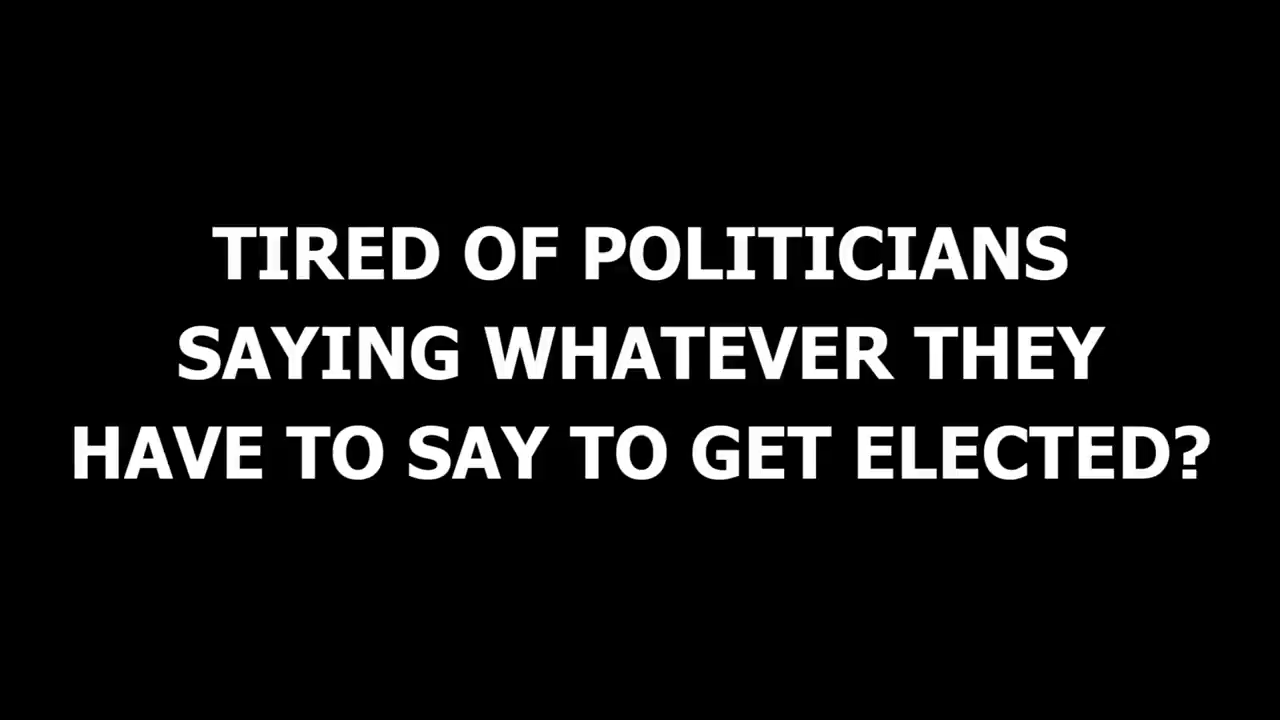 TIRED OF POLITICIANS
SAYING WHATEVER THEY
HAVE TO SAY TO GET ELECTED?